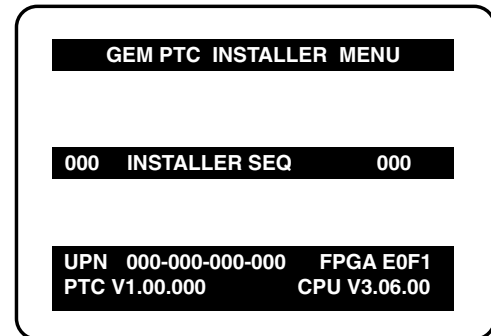 GEM PTC INSTALLER MENU
000 INSTALLER SEQ 000
UPN 000-000-000-000 FPGA E0F1
PTC V1.00.000 CPU V3.06.00